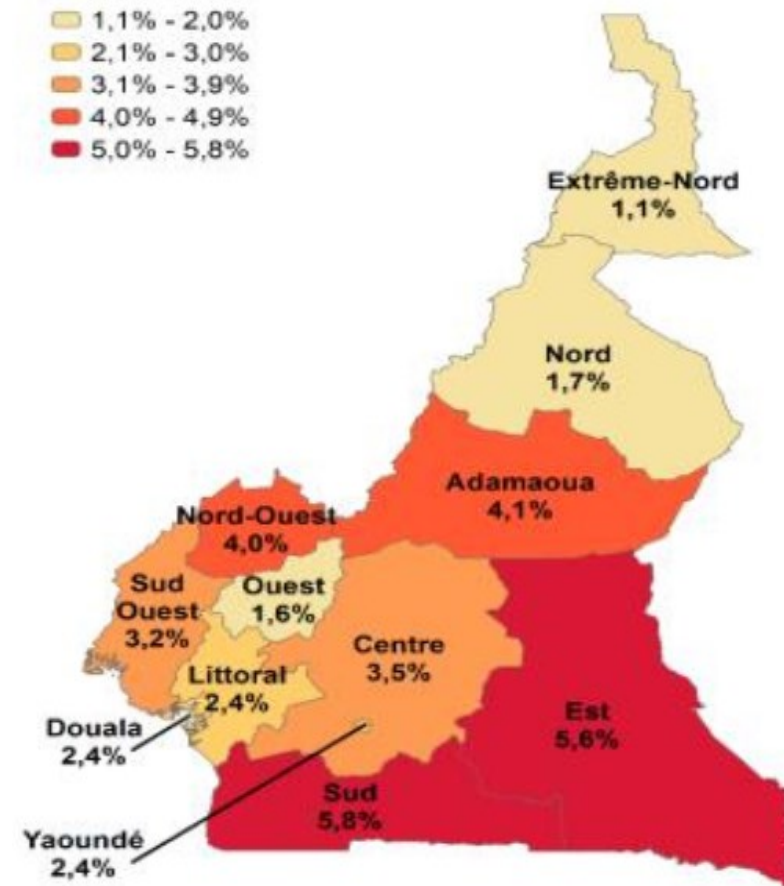 1,1% - 2,0%
2,1% - 3,0%
3,1% - 3,9%
4,0% - 4,9%
5,0% - 5,8%
Extrême-Nord
1,1%
Nord
1,7%
Adamaoua
4,1%
Nord-Ouest
4,0%
Sud
Ouest
3,2%
Ouest
1,6%
Centre
3,5%
Littoral
2,4%
Douala
2,4%
Est
5,6%
Sud
5,8%
Yaoundé
2,4%